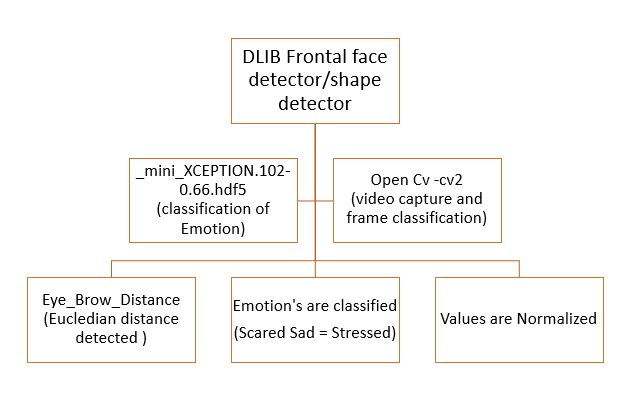 DLIB Frontal face
detector/shape
detector
_mini_XCEPTION.102-
0.66.hdf5
(classification of
Emotion)
Open Cv -cv2
(video capture and
frame classification)
Eye_Brow_Distance
(Eucledian distance
detected )
Emotion's are classified
(Scared Sad = Stressed)
Values are Normalized